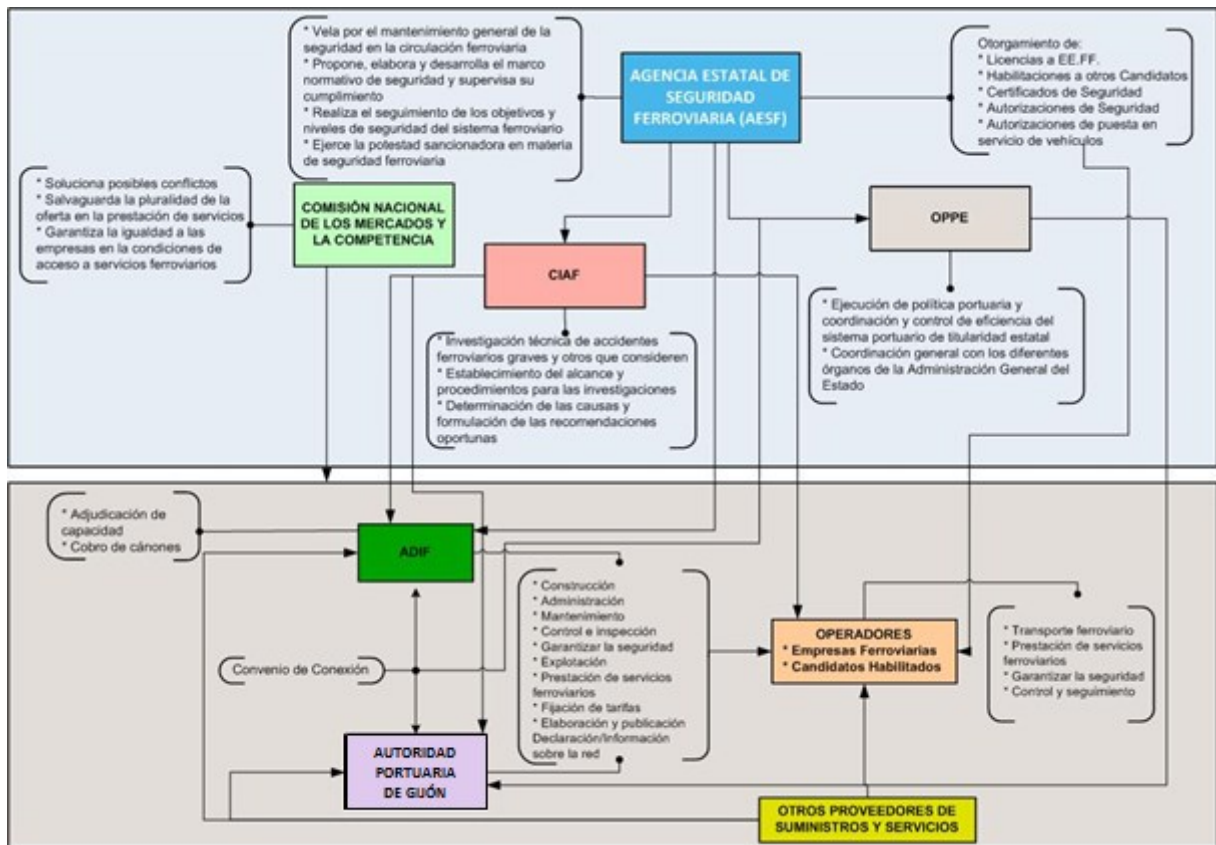 * Vela por el mantenimiento general de la
seguridad en la circulación ferroviaria
* Propone, elabora y desarrolla el marco
normativo de seguridad y supervisa su
cumplimiento
* Realiza el seguimiento de los objetivos y
niveles de seguridad del sistema ferroviario
* Ejerce la potestad sancionadora en materia
de seguridad ferroviaria
AGENCIA ESTATAL DE
SEGURIDAD
FERROVIARIA (AESF)
Otorgamiento de:
* Licencias a EE.FF.
* Habilitaciones a otros Candidatos
* Certificados de Seguridad
* Autorizaciones de Seguridad
* Autorizaciones de puesta en
servicio de vehículos
* Soluciona posibles conflictos
* Salvaguarda la pluralidad de la
oferta en la prestación de servicios
* Garantiza la igualdad a las
empresas en la condiciones de
acceso a servicios ferroviarios
COMISIÓN NACIONAL
DE LOS MERCADOS Y
LA COMPETENCIA
OPPE
CIAF
* Investigación técnica de accidentes
ferroviarios graves y otros que consideren
* Establecimiento del alcance y
procedimientos para las investigaciones
* Determinación de las causas y
formulación de las recomendaciones
oportunas
* Ejecución de política portuaria y
coordinación y control de eficiencia del
sistema portuario de titularidad estatal
* Coordinación general con los diferentes
órganos de la Administración General del
Estado
* Adjudicación de
capacidad
* Cobro de cánones
ADIF
* Construcción
* Administración
* Mantenimiento
* Control e inspección
* Garantizar la seguridad
* Explotación
* Prestación de servicios
ferroviarios
* Fijación de tarifas
* Elaboración y publicación
Declaración/Información
sobre la red
OPERADORES
* Empresas Ferroviarias
* Candidatos Habilitados
* Transporte ferroviario
* Prestación de servicios
ferroviarios
* Garantizar la seguridad
* Control y seguimiento
Convenio de Conexión
AUTORIDAD
PORTUARIA
DE GIJÓN
OTROS PROVEEDORES DE
SUMINISTROS Y SERVICIOS